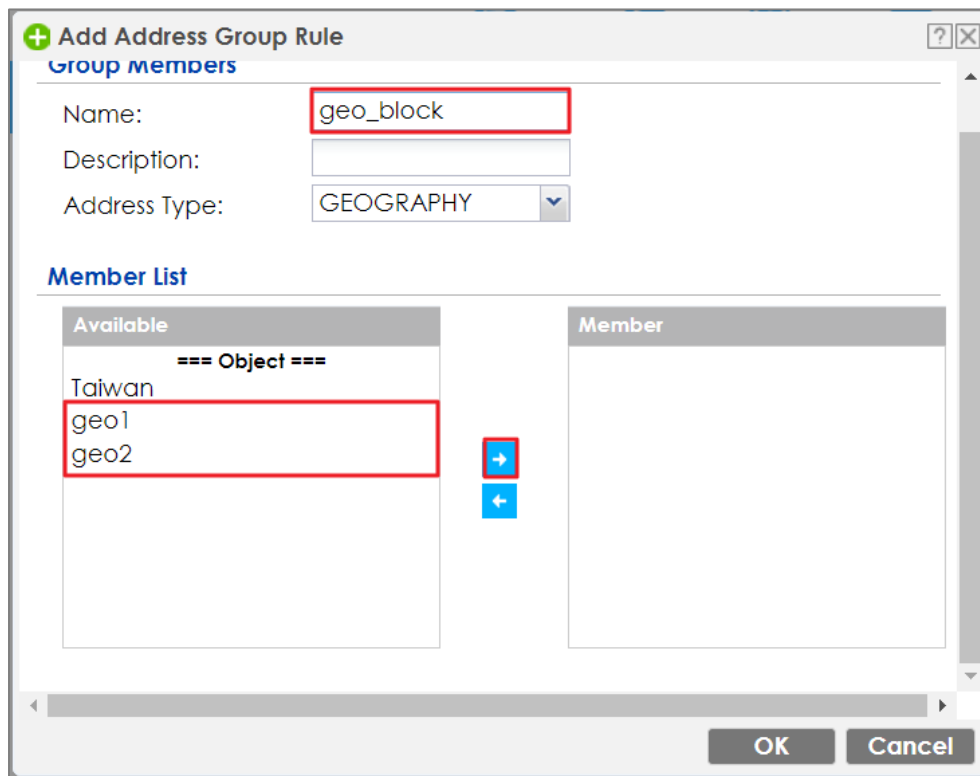 Add Address Group Rule
Group Members
Name: geo_block
Description:
Address Type: GEOGRAPHY
Member List
Available Member
=== Object ===
Taiwan
geo1
geo2
OK Cancel